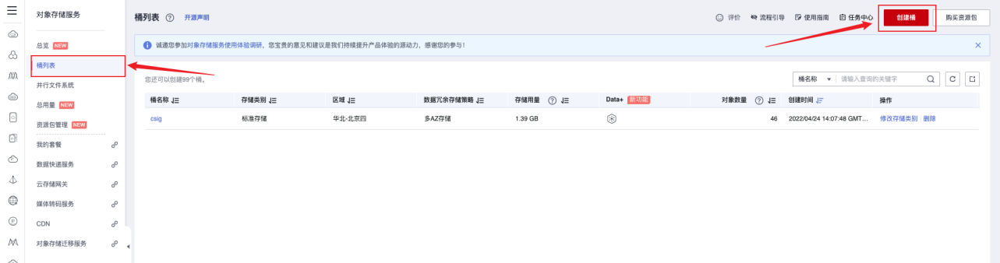 对象存储服务
总览 NEW
桶列表
并行文件系统
总用量 NEW
资源包管理 NEW
我的套餐
数据快递服务
云存储网关
媒体转码服务
CDN
对象存储迁移服务
桶列表 开源声明
评价 流程引导 使用指南 任务中心 创建桶 购买资源包
诚邀您参加对象存储服务使用体验调研，您宝贵的意见和建议是我们持续提升产品体验的源动力，感谢您的参与！
您还可以创建99个桶。
桶名称 请输入查询的关键字
桶名称 存储类别 区域 数据冗余存储策略 存储用量 Data+ 新功能 对象数量 创建时间 操作
csig 标准存储 华北-北京四 多AZ存储 1.39 GB 46 2022/04/24 14:07:48 GMT... 修改存储类别 删除